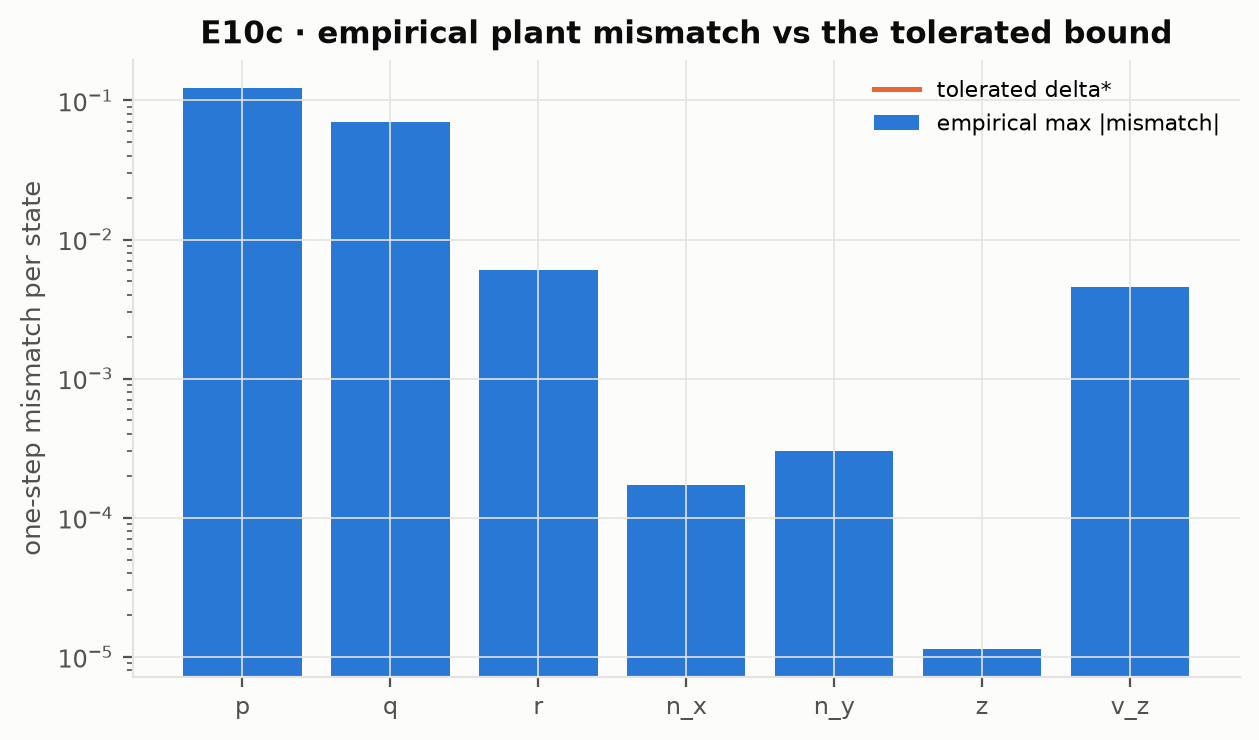 E10c · empirical plant mismatch vs the tolerated bound
tolerated delta*
empirical max |mismatch|
one-step mismatch per state
10⁻¹
10⁻²
10⁻³
10⁻⁴
10⁻⁵
p q r n_x n_y z v_z